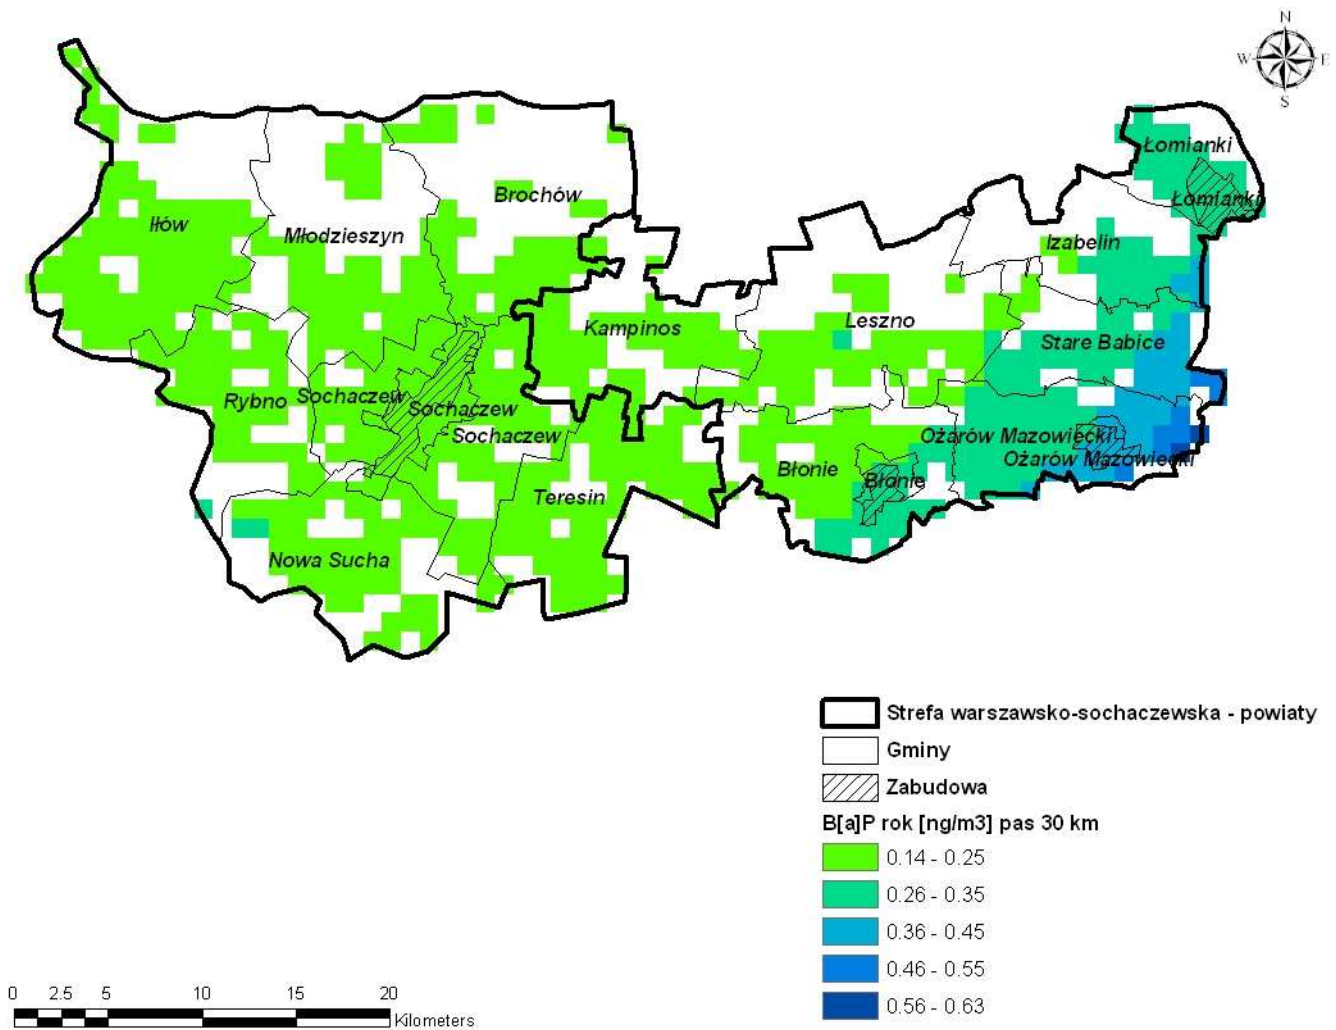 N
W E
S
Łomianki
Łomianki
Brochów
Iłów
Młodzieszyn
Izabelin
Kampinos
Leszno
Stare Babice
Rybno
Sochaczew
Sochaczew
Sochaczew
Ożarów Mazowiecki
Ożarów Mazowiecki
Błonie
Błonie
Teresin
Nowa Sucha
Strefa warszawsko-sochaczewska - powiaty
Gminy
Zabudowa
B[a]P rok [ng/m3] pas 30 km
0.14 - 0.25
0.26 - 0.35
0.36 - 0.45
0.46 - 0.55
0.56 - 0.63
0 2.5 5 10 15 20
Kilometers